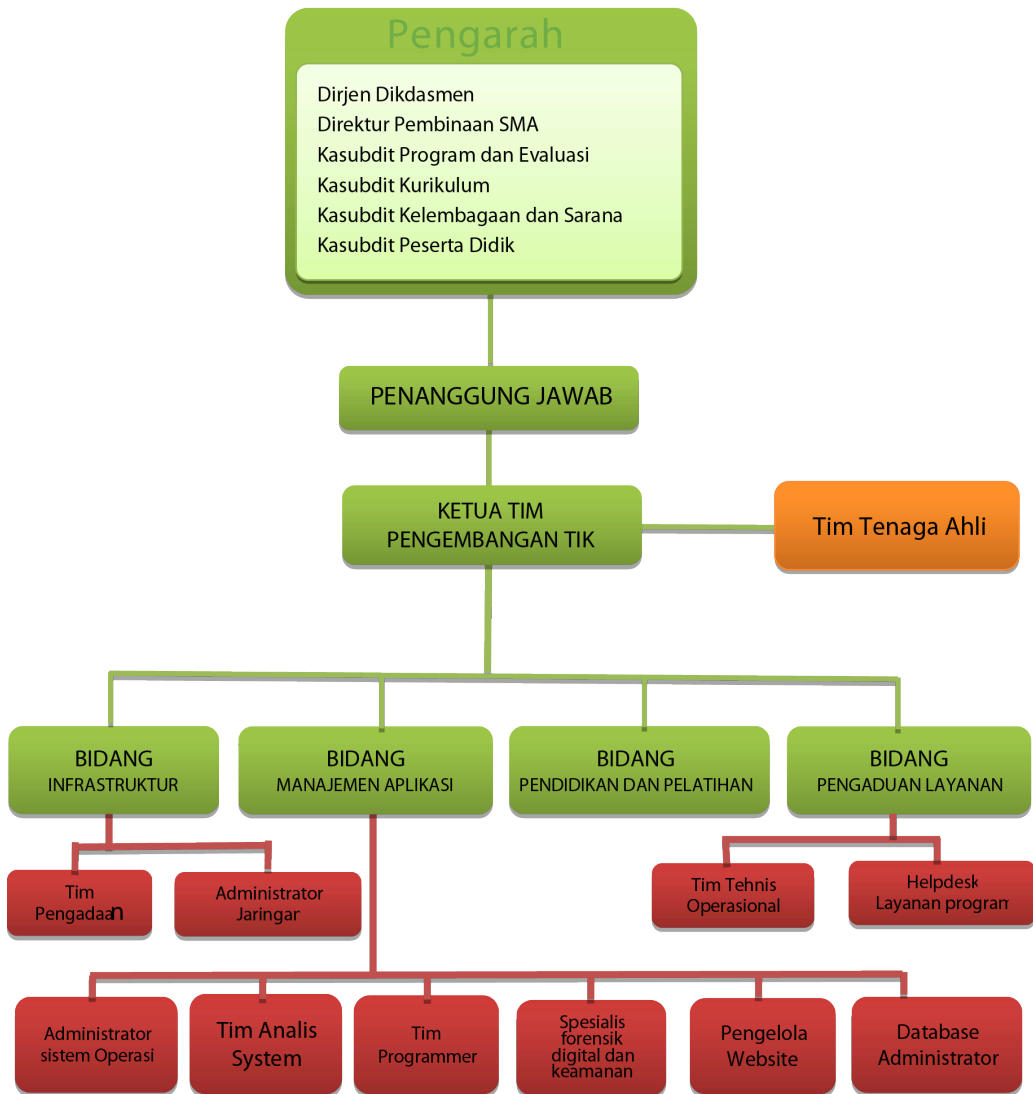 Pengarah
Dirjen Dikdasmen
Direktur Pembinaan SMA
Kasubdit Program dan Evaluasi
Kasubdit Kurikulum
Kasubdit Kelembagaan dan Sarana
Kasubdit Peserta Didik
PENANGGUNG JAWAB
KETUA TIM
PENGEMBANGAN TIK
Tim Tenaga Ahli
BIDANG
INFRASTRUKTUR
BIDANG
MANAJEMEN APLIKASI
BIDANG
PENDIDIKAN DAN PELATIHAN
BIDANG
PENGADUAN LAYANAN
Tim
Pengadaan
Administrator
Jaringan
Tim Tehnis
Operasional
Helpdesk
Layanan program
Administrator
sistem Operasi
Tim Analis
System
Tim
Programmer
Spesialis
forensik
digital dan
keamanan
Pengelola
Website
Database
Administrator